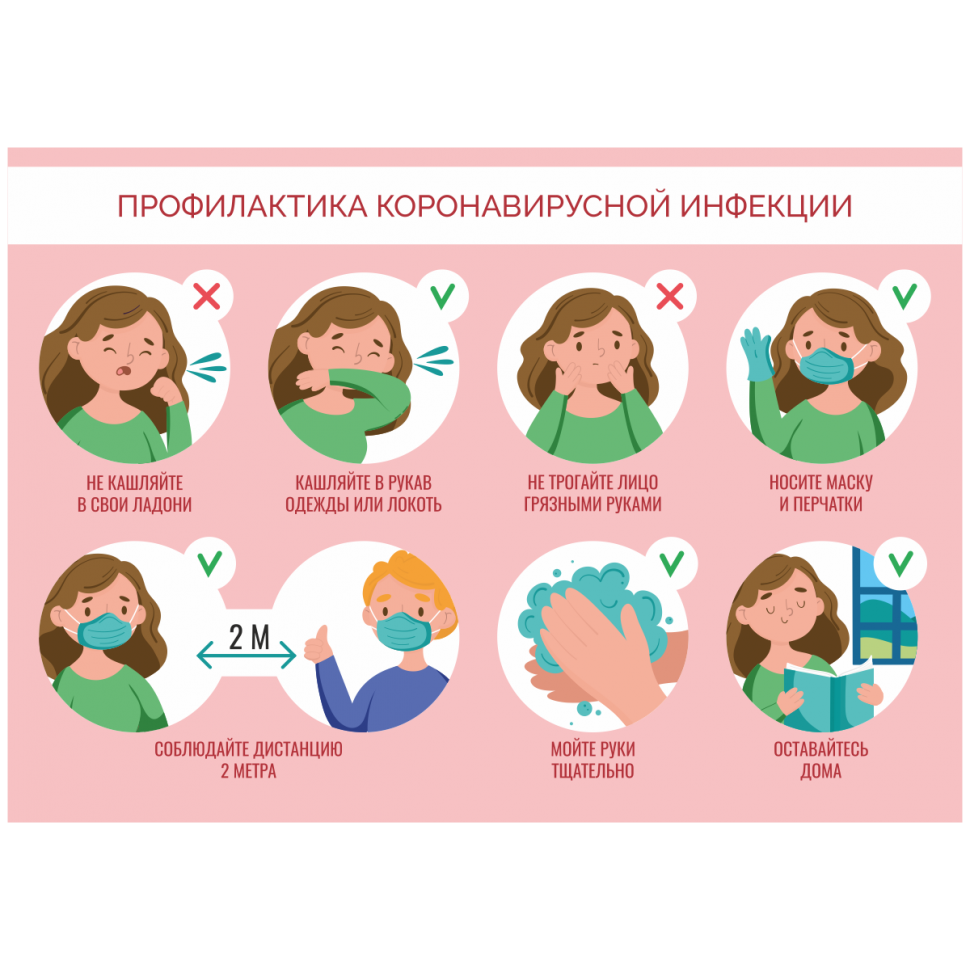 ПРОФИЛАКТИКА КОРОНАВИРУСНОЙ ИНФЕКЦИИ
НЕ КАШЛЯЙТЕ
В СВОИ ЛАДОНИ
КАШЛЯЙТЕ В РУКАВ
ОДЕЖДЫ ИЛИ ЛОКОТЬ
НЕ ТРОГАЙТЕ ЛИЦО
ГРЯЗНЫМИ РУКАМИ
НОСИТЕ МАСКУ
И ПЕРЧАТКИ
2 М
СОБЛЮДАЙТЕ ДИСТАНЦИЮ
2 МЕТРА
МОЙТЕ РУКИ
ТЩАТЕЛЬНО
ОСТАВАЙТЕСЬ
ДОМА